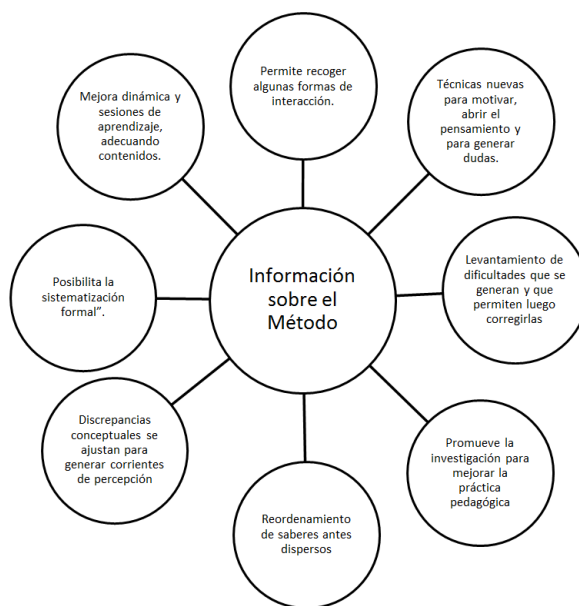 Permite recoger
algunas formas de
interacción.
Técnicas nuevas
para motivar,
abrir el
pensamiento y
para generar
dudas.
Levantamiento de
dificultades que se
generan y que
permiten luego
corregirlas
Promueve la
investigación para
mejorar la
práctica
pedagógica
Reordenamiento
de saberes antes
dispersos
Discrepancias
conceptuales se
ajustan para
generar corrientes
de percepción
Posibilita la
sistematización
formal”.
Mejora dinámica y
sesiones de
aprendizaje,
adecuando
contenidos.
Información
sobre el
Método